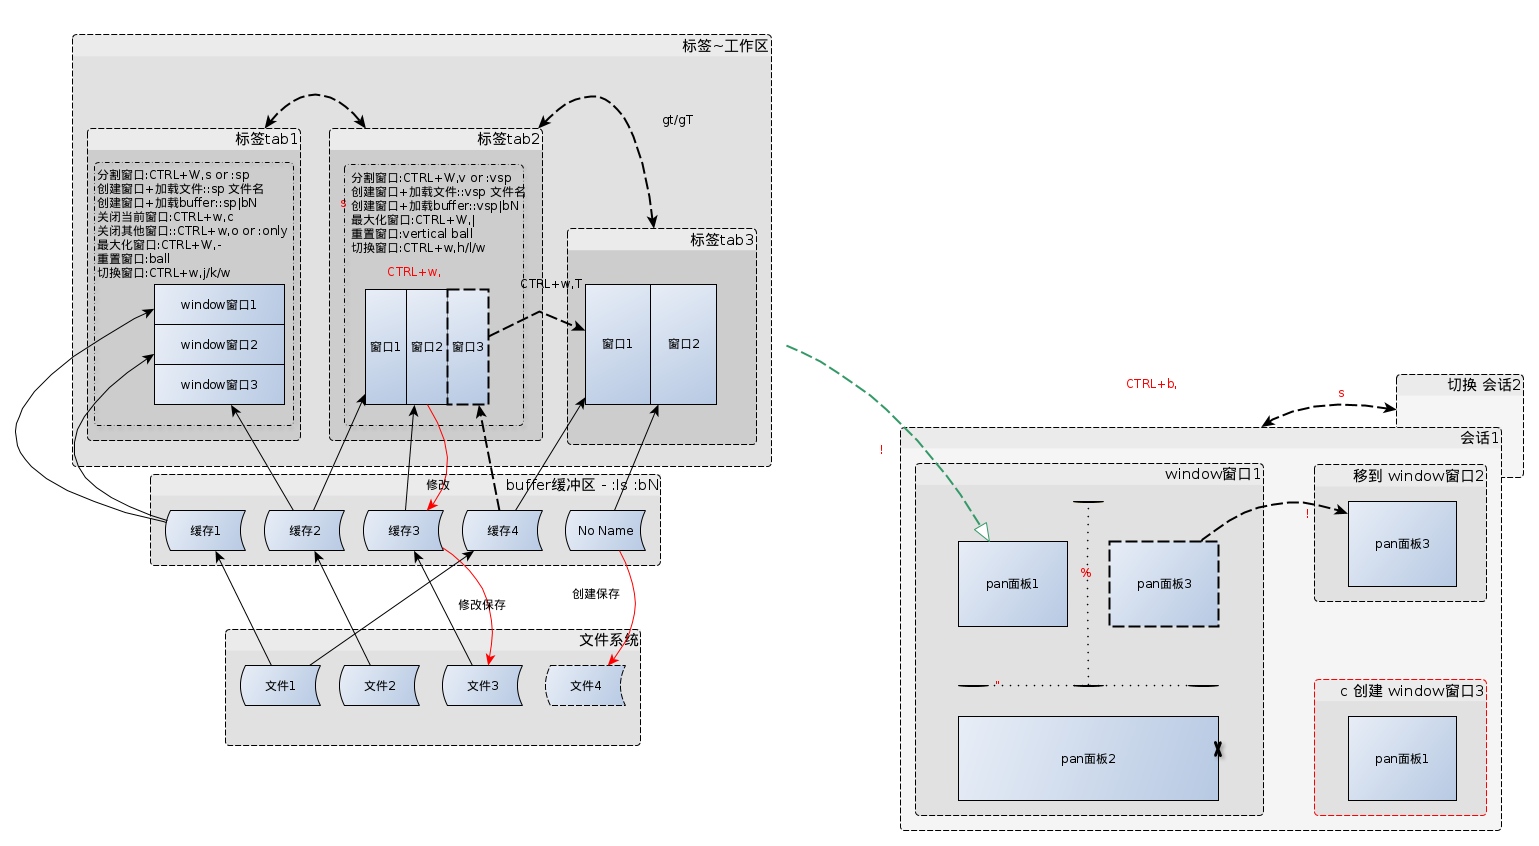 标签~工作区
gt/gT
标签tab1
分割窗口:CTRL+W,s or :sp
创建窗口+加载文件::sp 文件名
创建窗口+加载buffer::sp|bN
关闭当前窗口:CTRL+w,c
关闭其他窗口::CTRL+w,o or :only
最大化窗口:CTRL+W,-
重置窗口:ball
切换窗口:CTRL+w,j/k/w
window窗口1
window窗口2
window窗口3
标签tab2
分割窗口:CTRL+W,v or :vsp
创建窗口+加载文件::vsp 文件名
s
创建窗口+加载buffer::vsp|bN
最大化窗口:CTRL+W,|
重置窗口:vertical ball
切换窗口:CTRL+w,h/l/w
CTRL+w,
窗口1
窗口2
窗口3
CTRL+w,T
标签tab3
窗口1
窗口2
buffer缓冲区 - :ls :bN
修改
缓存1
缓存2
缓存3
缓存4
No Name
修改保存
创建保存
文件系统
文件1
文件2
文件3
文件4
CTRL+b,
s
切换 会话2
会话1
!
window窗口1
pan面板1
%
pan面板3
"
pan面板2
x
移到 window窗口2
!
pan面板3
c 创建 window窗口3
pan面板1